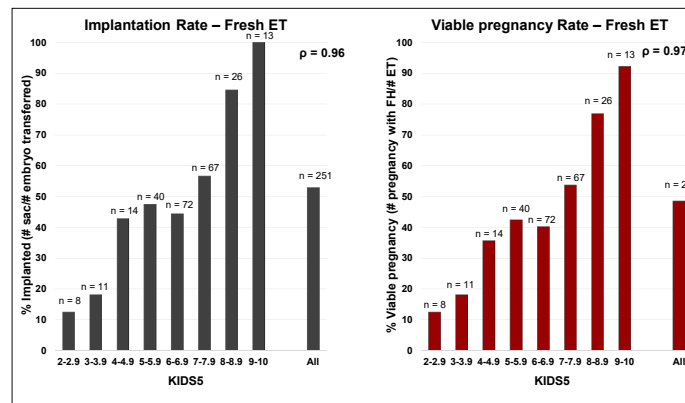 Implantation Rate – Fresh ET
ρ = 0.96
% Implanted (# sac/# embryo transferred)
100
90
80
70
60
50
40
30
20
10
0
n = 8
n = 11
n = 14
n = 40
n = 72
n = 67
n = 26
n = 13
n = 251
2-2.9 3-3.9 4-4.9 5-5.9 6-6.9 7-7.9 8-8.9 9-10 All
KIDS5
Viable pregnancy Rate – Fresh ET
ρ = 0.97
% Viable pregnancy (# pregnancy with FH/# ET)
100
90
80
70
60
50
40
30
20
10
0
n = 8
n = 11
n = 14
n = 40
n = 72
n = 67
n = 26
n = 13
n = 2
2-2.9 3-3.9 4-4.9 5-5.9 6-6.9 7-7.9 8-8.9 9-10 All
KIDS5